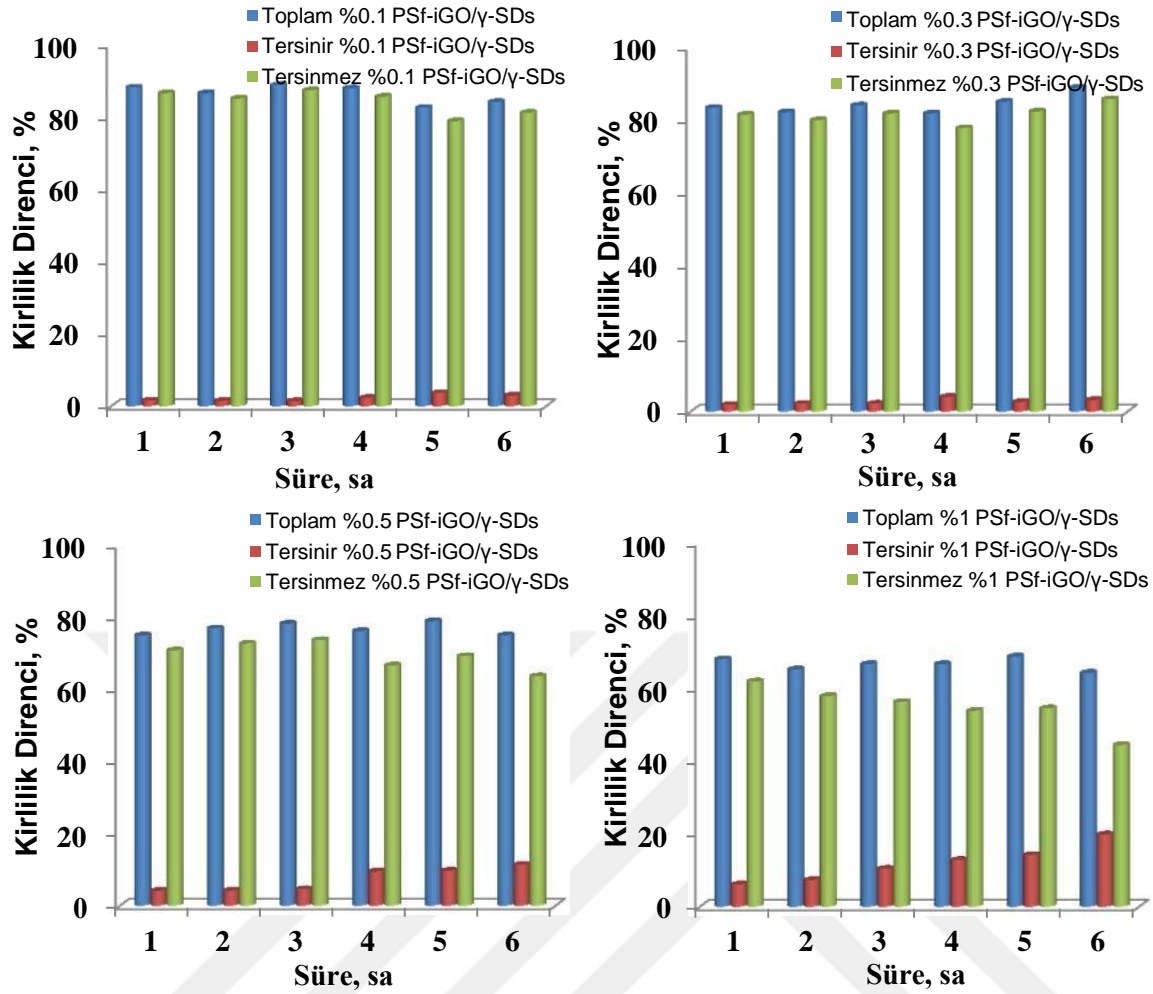 Toplam %0.1 PSf-iGO/γ-SDs
Tersinir %0.1 PSf-iGO/γ-SDs
Tersinmez %0.1 PSf-iGO/γ-SDs
Kirlilik Direnci, %
100
80
60
40
20
0
1 2 3 4 5 6
Süre, sa
Toplam %0.3 PSf-iGO/γ-SDs
Tersinir %0.3 PSf-iGO/γ-SDs
Tersinmez %0.3 PSf-iGO/γ-SDs
Kirlilik Direnci, %
100
80
60
40
20
0
1 2 3 4 5 6
Süre, sa
Toplam %0.5 PSf-iGO/γ-SDs
Tersinir %0.5 PSf-iGO/γ-SDs
Tersinmez %0.5 PSf-iGO/γ-SDs
Kirlilik Direnci, %
100
80
60
40
20
0
1 2 3 4 5 6
Süre, sa
Toplam %1 PSf-iGO/γ-SDs
Tersinir %1 PSf-iGO/γ-SDs
Tersinmez %1 PSf-iGO/γ-SDs
Kirlilik Direnci, %
100
80
60
40
20
0
1 2 3 4 5 6
Süre, sa